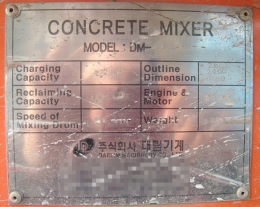 CONCRETE MIXER
MODEL : DM-
Charging Capacity
Outline Dimension
Reclaiming Capacity
Engine & Motor
Speed of Mixing Drum
Weight
주식회사 대림기계